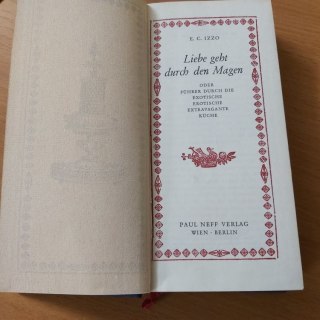 E. C. IZZO
Liebe geht
durch den Magen
ODER
FÜHRER DURCH DIE
EXOTISCHE
EROTISCHE
EXTRAVAGANTE
KÜCHE
PAUL NEFF VERLAG
WIEN · BERLIN